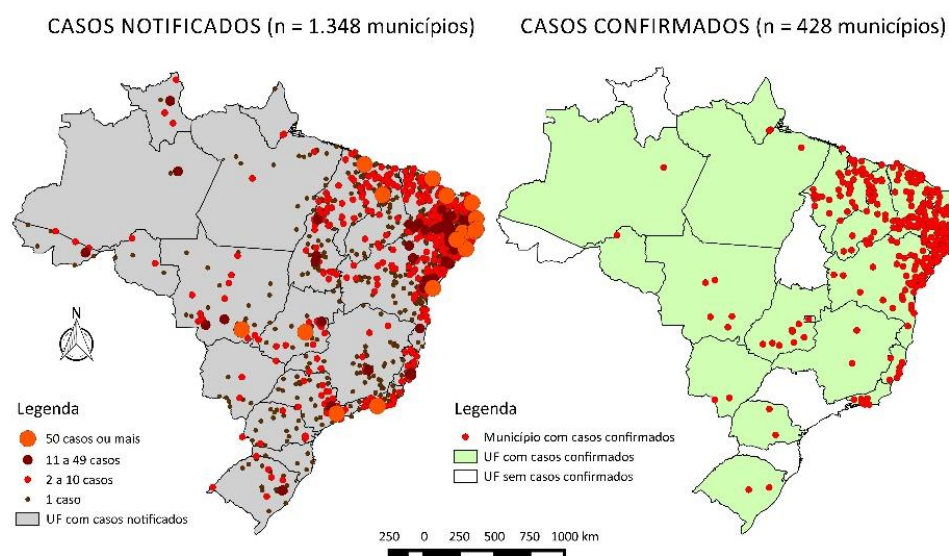 CASOS NOTIFICADOS (n = 1.348 municípios)
CASOS CONFIRMADOS (n = 428 municípios)
N
Legenda
50 casos ou mais
11 a 49 casos
2 a 10 casos
1 caso
UF com casos notificados
Legenda
Município com casos confirmados
UF com casos confirmados
UF sem casos confirmados
250 0 250 500 750 1000 km